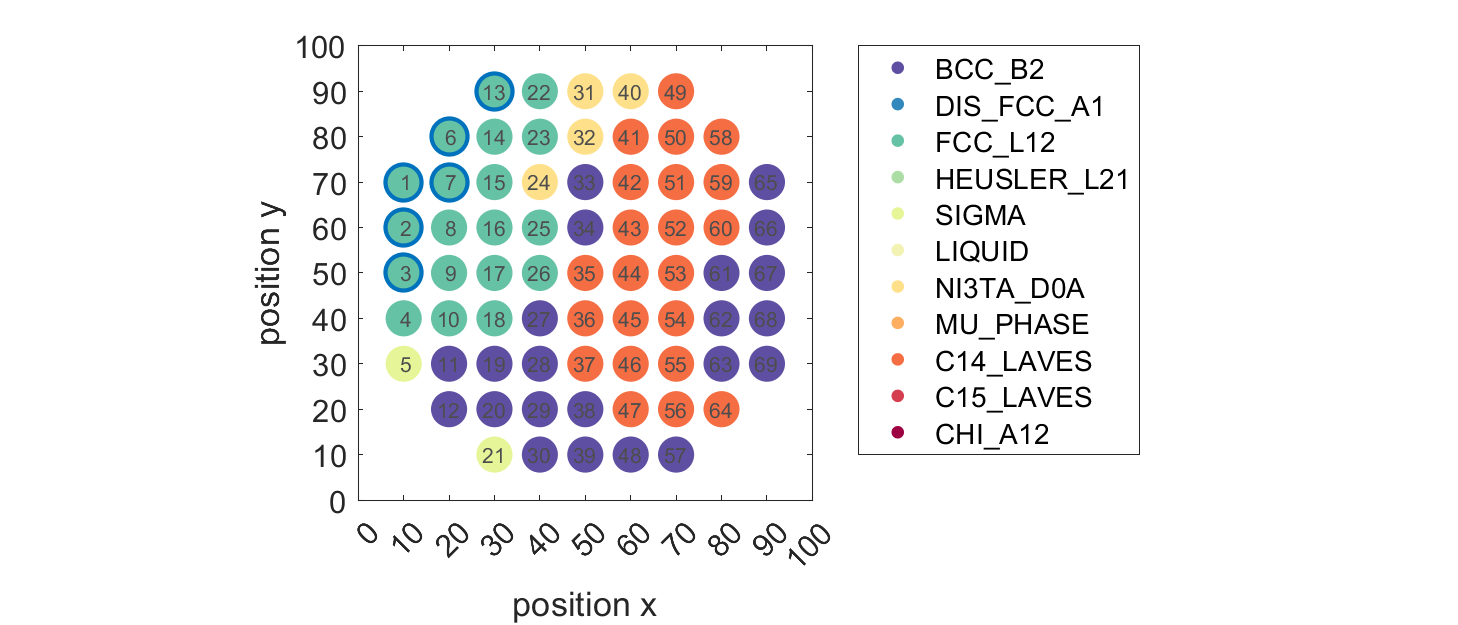 100
90
80
70
60
50
40
30
20
10
0
position y
13 22 31 40 49
6 14 23 32 41 50 58
1 7 15 24 33 42 51 59 65
2 8 16 25 34 43 52 60 66
3 9 17 26 35 44 53 61 67
4 10 18 27 36 45 54 62 68
5 11 19 28 37 46 55 63 69
12 20 29 38 47 56 64
21 30 39 48 57
0 10 20 30 40 50 60 70 80 90 100
position x
BCC_B2
DIS_FCC_A1
FCC_L12
HEUSLER_L21
SIGMA
LIQUID
NI3TA_D0A
MU_PHASE
C14_LAVES
C15_LAVES
CHI_A12